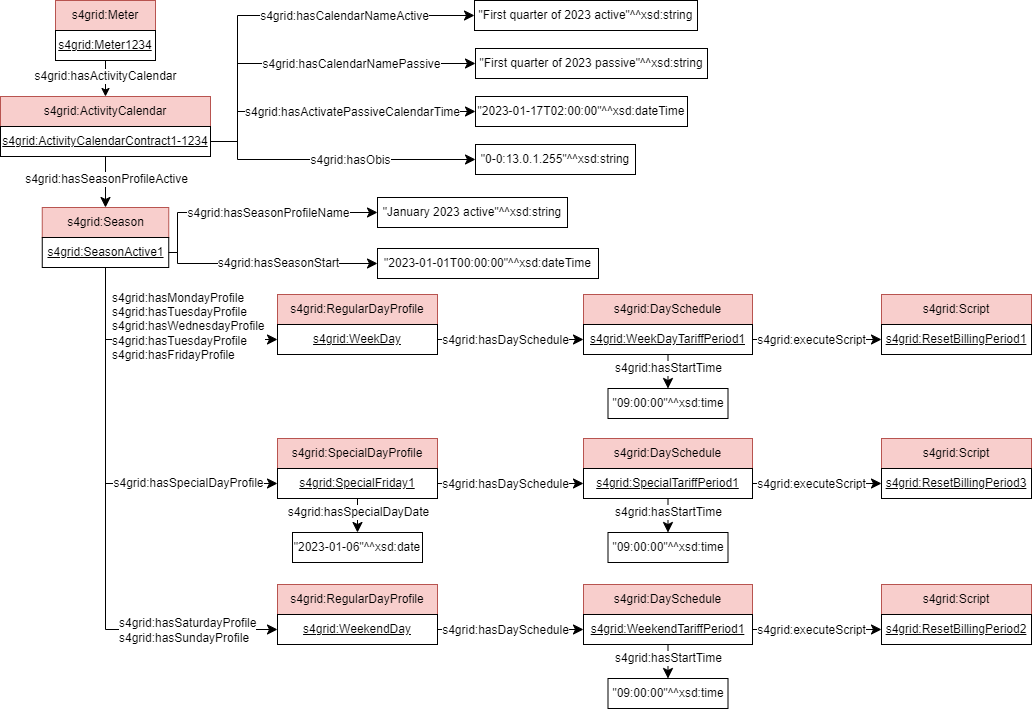 s4grid:Meter
s4grid:Meter1234
s4grid:hasActivityCalendar
s4grid:ActivityCalendar
s4grid:ActivityCalendarContract1-1234
s4grid:hasCalendarNameActive
"First quarter of 2023 active"^^xsd:string
s4grid:hasCalendarNamePassive
"First quarter of 2023 passive"^^xsd:string
s4grid:hasActivatePassiveCalendarTime
"2023-01-17T02:00:00"^^xsd:dateTime
s4grid:hasObis
"0-0:13.0.1.255"^^xsd:string
s4grid:hasSeasonProfileActive
s4grid:Season
s4grid:SeasonActive1
s4grid:hasSeasonProfileName
"January 2023 active"^^xsd:string
s4grid:hasSeasonStart
"2023-01-01T00:00:00"^^xsd:dateTime
s4grid:hasMondayProfile
s4grid:hasTuesdayProfile
s4grid:hasWednesdayProfile
s4grid:hasTuesdayProfile
s4grid:hasFridayProfile
s4grid:RegularDayProfile
s4grid:WeekDay
s4grid:hasDaySchedule
s4grid:DaySchedule
s4grid:WeekDayTariffPeriod1
s4grid:executeScript
s4grid:Script
s4grid:ResetBillingPeriod1
s4grid:hasStartTime
"09:00:00"^^xsd:time
s4grid:hasSpecialDayProfile
s4grid:SpecialDayProfile
s4grid:SpecialFriday1
s4grid:hasDaySchedule
s4grid:DaySchedule
s4grid:SpecialTariffPeriod1
s4grid:executeScript
s4grid:Script
s4grid:ResetBillingPeriod3
s4grid:hasSpecialDayDate
"2023-01-06"^^xsd:date
s4grid:hasStartTime
"09:00:00"^^xsd:time
s4grid:hasSaturdayProfile
s4grid:hasSundayProfile
s4grid:RegularDayProfile
s4grid:WeekendDay
s4grid:hasDaySchedule
s4grid:DaySchedule
s4grid:WeekendTariffPeriod1
s4grid:executeScript
s4grid:Script
s4grid:ResetBillingPeriod2
s4grid:hasStartTime
"09:00:00"^^xsd:time